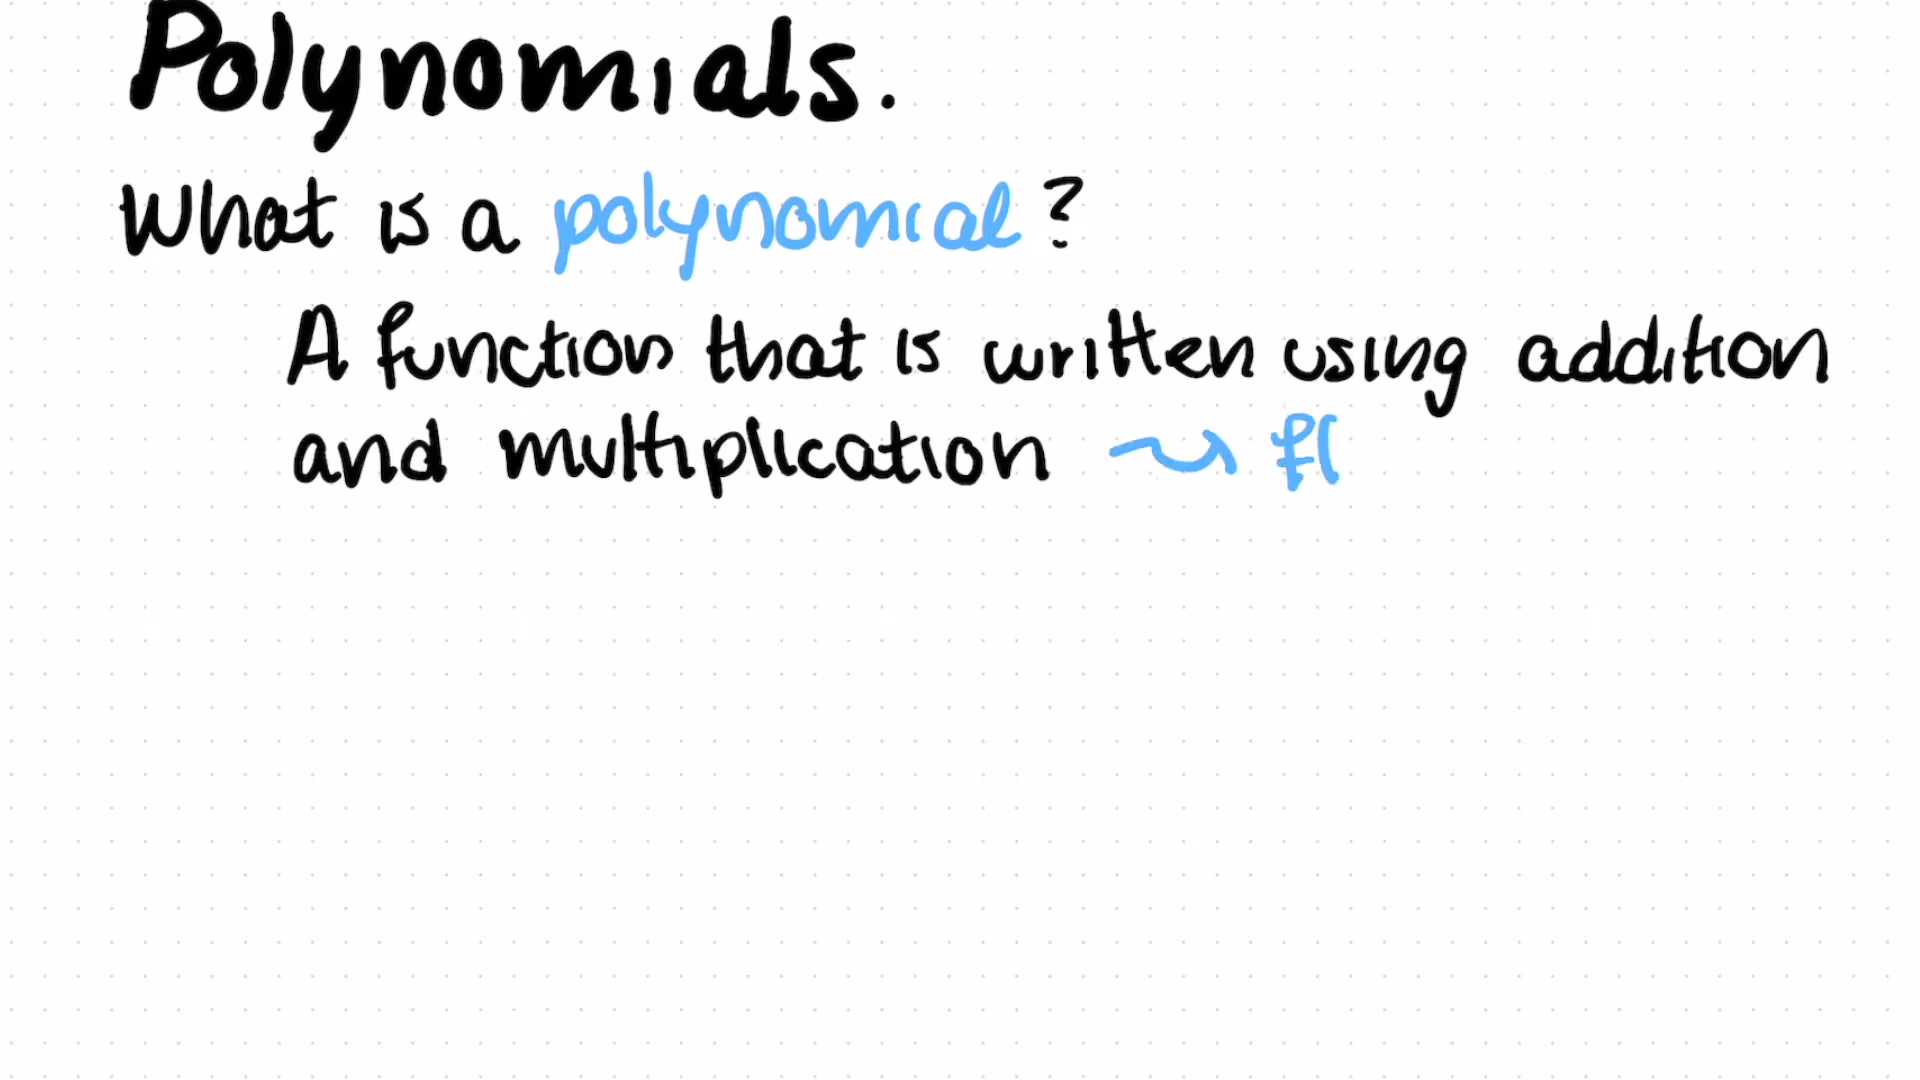 Polynomials.
What is a polynomial?
A function that is written using addition
and multiplication ⤳ f(